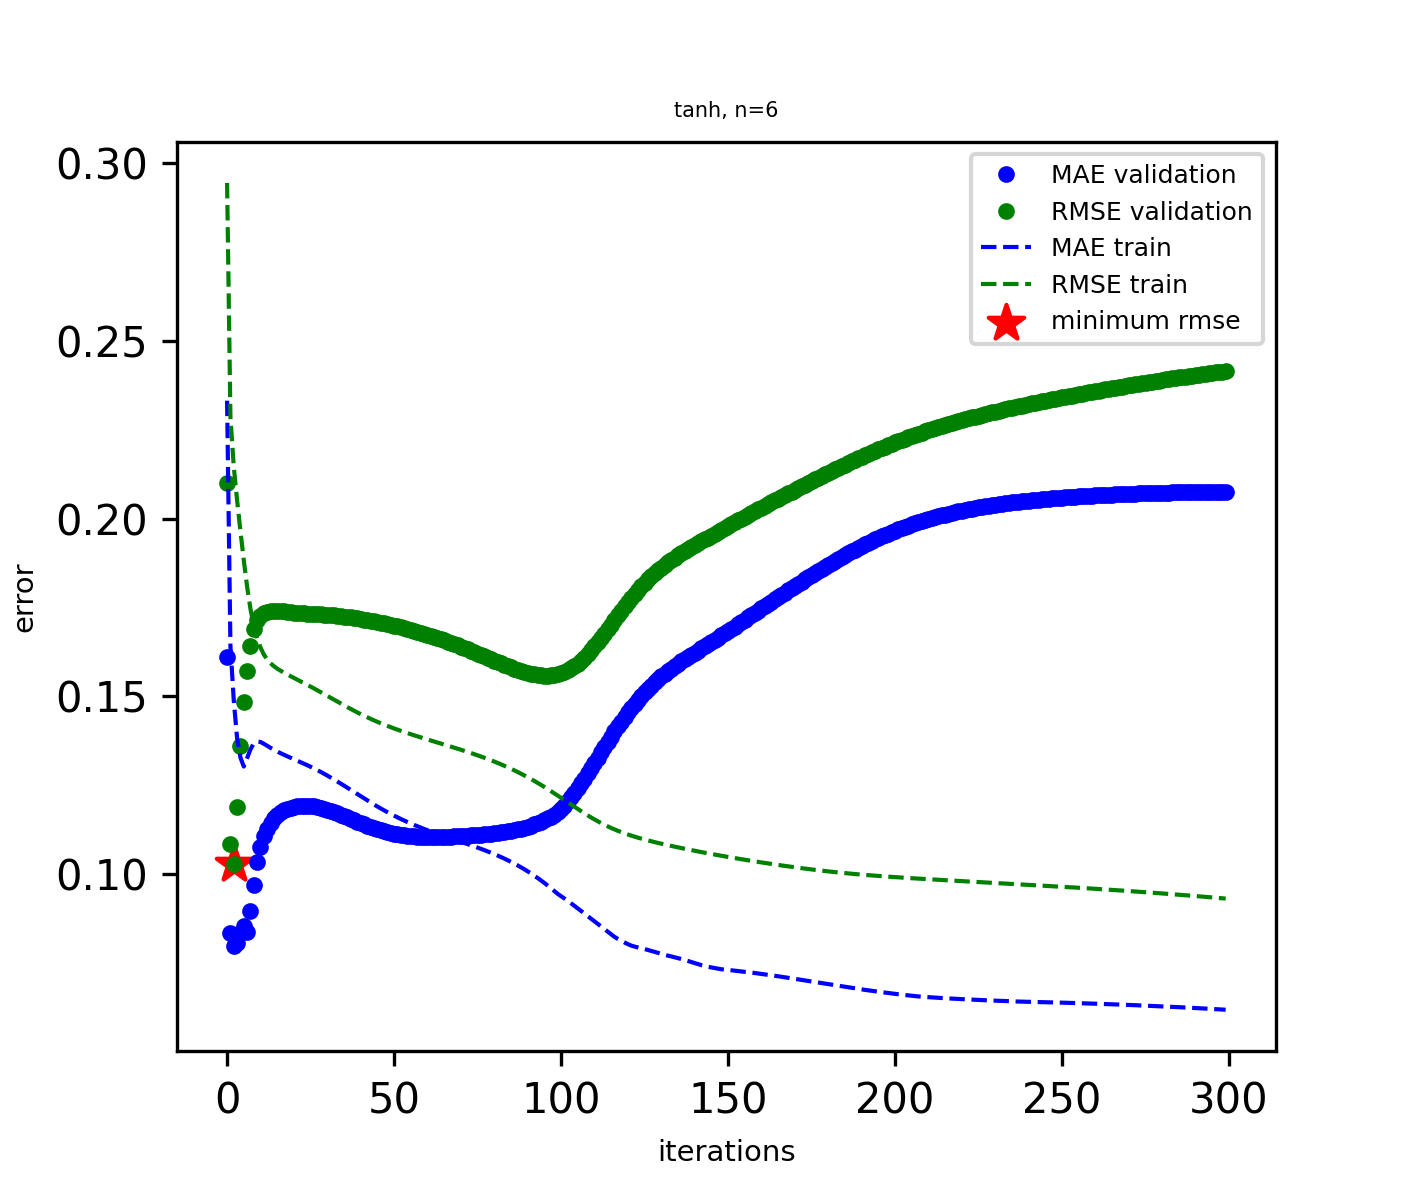 tanh, n=6
0.30
0.25
0.20
0.15
0.10
error
MAE validation
RMSE validation
MAE train
RMSE train
minimum rmse
0 50 100 150 200 250 300
iterations